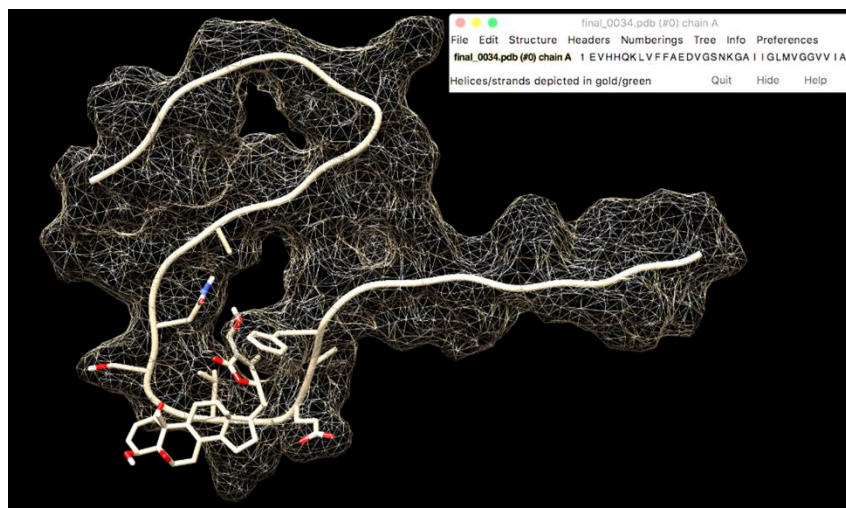 final_0034.pdb (#0) chain A
File Edit Structure Headers Numberings Tree Info Preferences
final_0034.pdb (#0) chain A 1 EVHHQKLVFFAEDVGSNKGAIIGLMVGGVVIA
Helices/strands depicted in gold/green Quit Hide Help